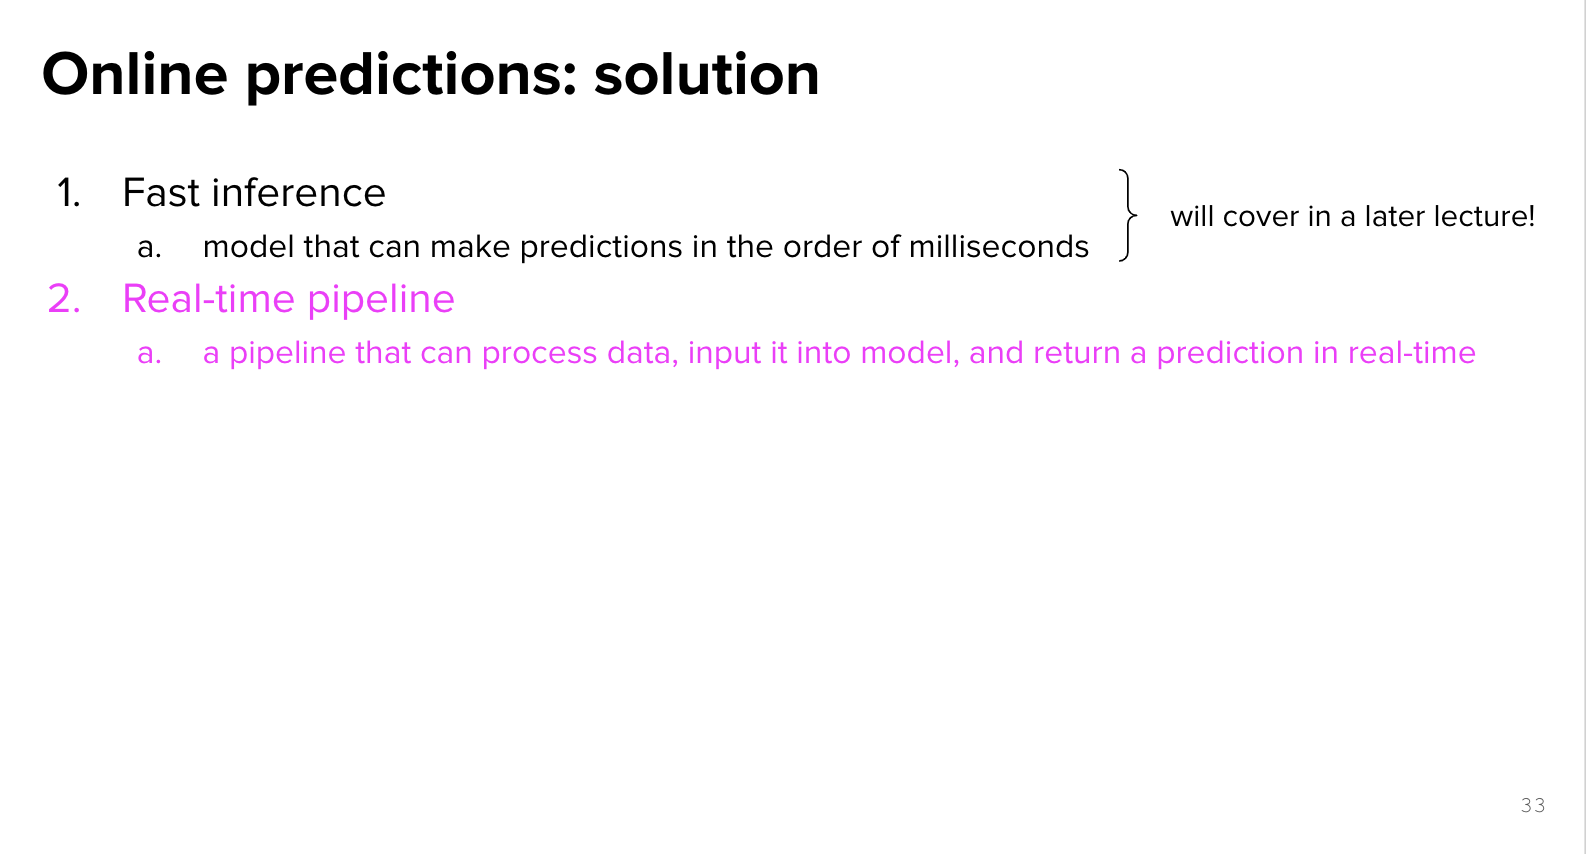 Online predictions: solution
1. Fast inference
a. model that can make predictions in the order of milliseconds
will cover in a later lecture!
2. Real-time pipeline
a. a pipeline that can process data, input it into model, and return a prediction in real-time
33